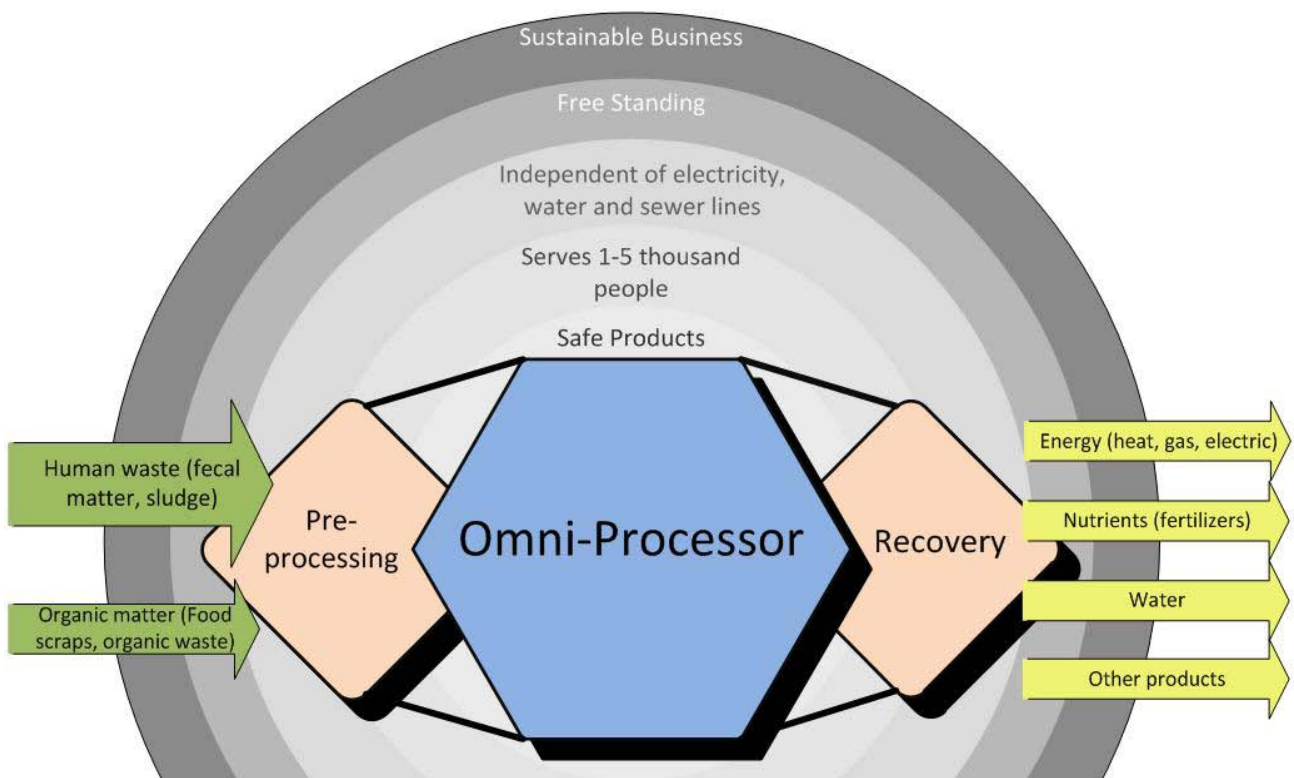 Sustainable Business
Free Standing
Independent of electricity,
water and sewer lines
Serves 1-5 thousand
people
Safe Products
Human waste (fecal
matter, sludge)
Organic matter (Food
scraps, organic waste)
Pre-
processing
Omni-Processor
Recovery
Energy (heat, gas, electric)
Nutrients (fertilizers)
Water
Other products